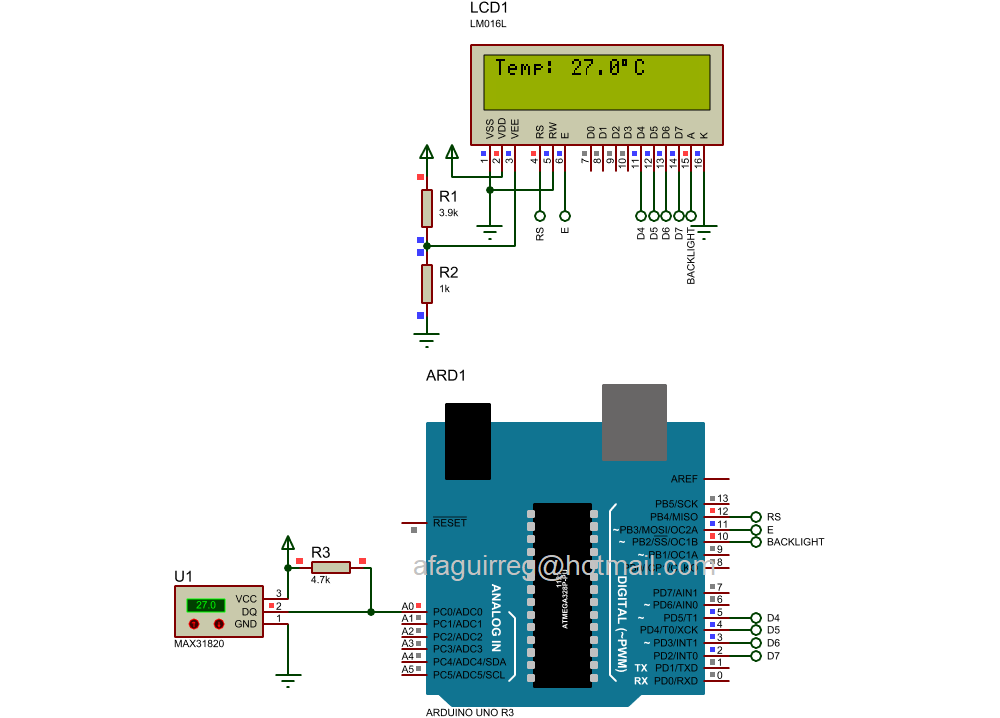 LCD1
LM016L
Temp: 27.0°C
VSS VDD VEE RS RW E D0 D1 D2 D3 D4 D5 D6 D7 A K
1 2 3 4 5 6 7 8 9 10 11 12 13 14 15 16
R1
3.9k
RS E D4 D5 D6 D7 BACKLIGHT
R2
1k
ARD1
AREF
PB5/SCK 13
PB4/MISO 12 RS
RESET
~PB3/MOSI/OC2A 11 E
~ PB2/SS/OC1B 10 BACKLIGHT
~ PB1/OC1A 9
8
afaguirreg@hotmail.com
R3
4.7k
U1
27.0
VCC 3
DQ 2
GND 1
MAX31820
A0 PC0/ADC0
A1 PC1/ADC1
A2 PC2/ADC2
A3 PC3/ADC3
A4 PC4/ADC4/SDA
A5 PC5/ADC5/SCL
ANALOG IN
ATMEGA328P-PU
DIGITAL (~PWM)
PD7/AIN1 7
~ PD6/AIN0 6
~ PD5/T1 5 D4
PD4/T0/XCK 4 D5
~ PD3/INT1 3 D6
PD2/INT0 2 D7
TX PD1/TXD 1
RX PD0/RXD 0
ARDUINO UNO R3